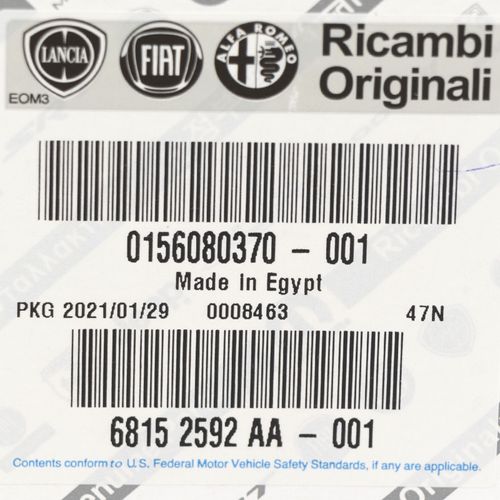 LANCIA FIAT ALFA ROMEO Ricambi
Originali
EOM3
0156080370 - 001
Made In Egypt
PKG 2021/01/29 0008463 47N
6815 2592 AA - 001
Contents conform to U.S. Federal Motor Vehicle Safety Standards, if any are applicable.